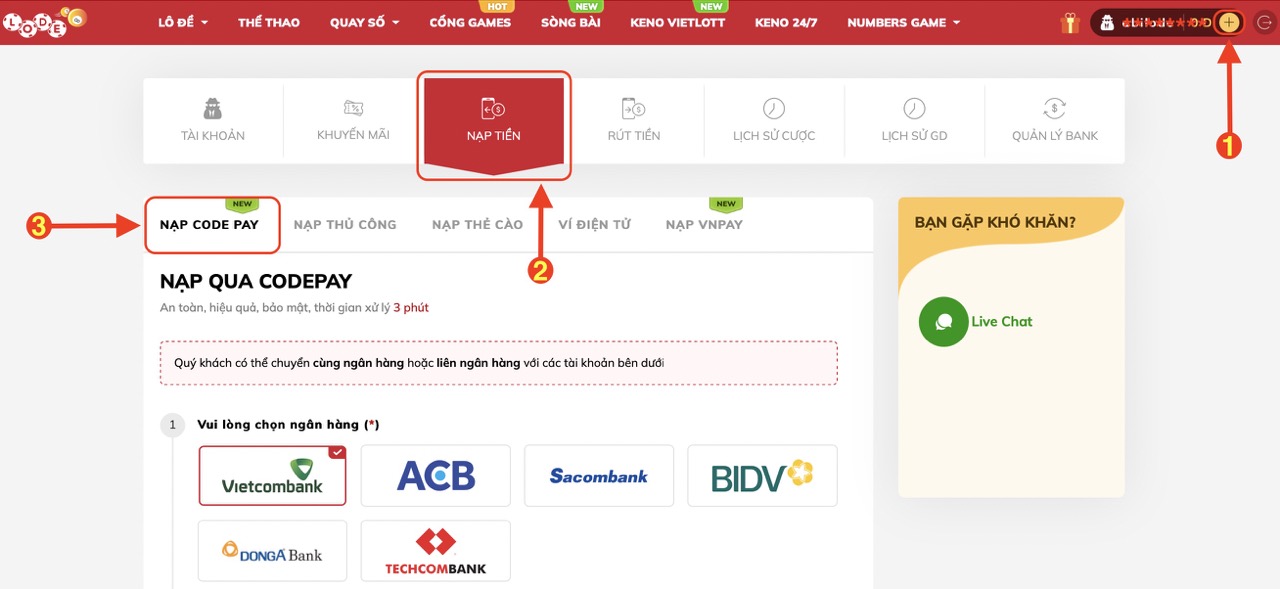 LODE
LÔ ĐỀ
THỂ THAO
QUAY SỐ
HOT
CỔNG GAMES
NEW
SÒNG BÀI
NEW
KENO VIETLOTT
KENO 24/7
NUMBERS GAME
0 D
1
TÀI KHOẢN
KHUYẾN MÃI
NẠP TIỀN
RÚT TIỀN
LỊCH SỬ CƯỢC
LỊCH SỬ GD
QUẢN LÝ BANK
3
2
NEW
NẠP CODE PAY
NẠP THỦ CÔNG
NẠP THẺ CÀO
VÍ ĐIỆN TỬ
NEW
NẠP VNPAY
NẠP QUA CODEPAY
An toàn, hiệu quả, bảo mật, thời gian xử lý 3 phút
Quý khách có thể chuyển cùng ngân hàng hoặc liên ngân hàng với các tài khoản bên dưới
1
Vui lòng chọn ngân hàng (*)
Vietcombank
ACB
Sacombank
BIDV
DONGA Bank
TECHCOMBANK
BẠN GẶP KHÓ KHĂN?
Live Chat